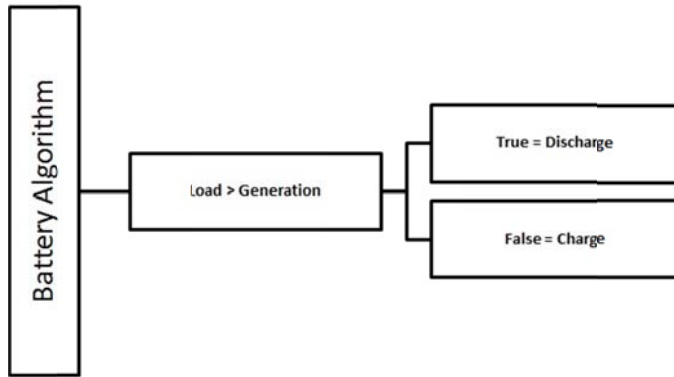 Battery Algorithm
Load > Generation
True = Discharge
False = Charge